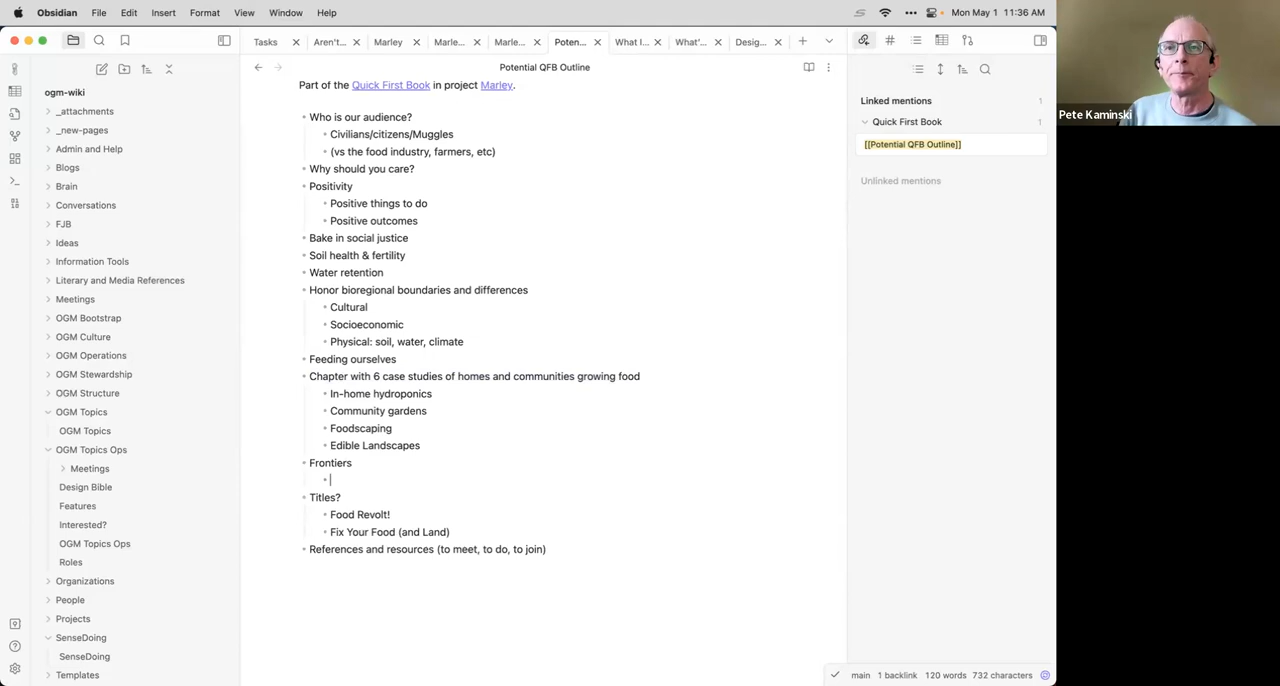 Obsidian File Edit Insert Format View Window Help
Mon May 1 11:36 AM
Tasks
Aren't...
Marley
Marle...
Marle...
Poten...
What I...
What'...
Desig...
Potential QFB Outline
ogm-wiki
_attachments
_new-pages
Admin and Help
Blogs
Brain
Conversations
FJB
Ideas
Information Tools
Literary and Media References
Meetings
OGM Bootstrap
OGM Culture
OGM Operations
OGM Stewardship
OGM Structure
OGM Topics
OGM Topics
OGM Topics Ops
Meetings
Design Bible
Features
Interested?
OGM Topics Ops
Roles
Organizations
People
Projects
SenseDoing
SenseDoing
Templates
Part of the Quick First Book in project Marley.
Who is our audience?
Civilians/citizens/Muggles
(vs the food industry, farmers, etc)
Why should you care?
Positivity
Positive things to do
Positive outcomes
Bake in social justice
Soil health & fertility
Water retention
Honor bioregional boundaries and differences
Cultural
Socioeconomic
Physical: soil, water, climate
Feeding ourselves
Chapter with 6 case studies of homes and communities growing food
In-home hydroponics
Community gardens
Foodscaping
Edible Landscapes
Frontiers
Titles?
Food Revolt!
Fix Your Food (and Land)
References and resources (to meet, to do, to join)
Linked mentions 1
Quick First Book 1
[[Potential QFB Outline]]
Unlinked mentions
main 1 backlink 120 words 732 characters
Pete Kaminski